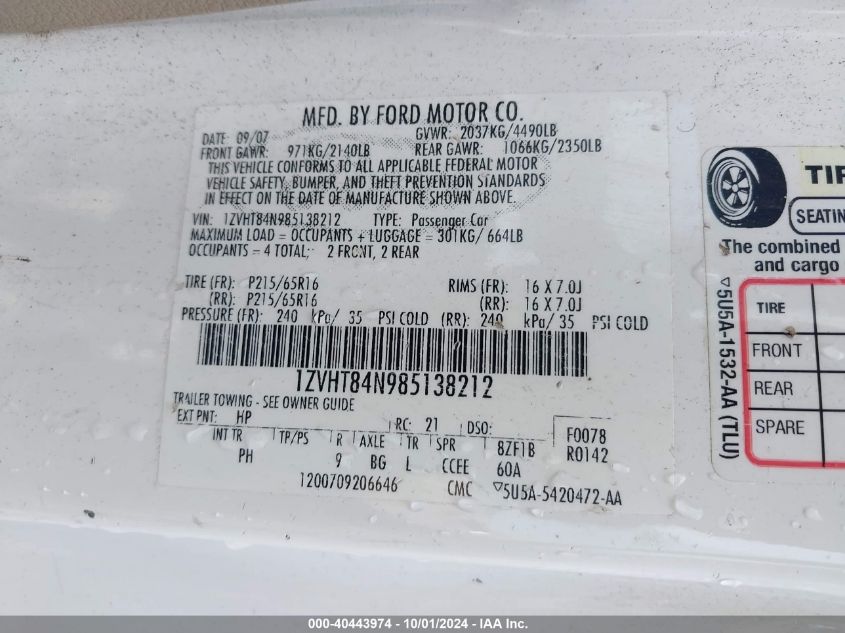 MFD. BY FORD MOTOR CO.
DATE: 09/07 GVWR: 2037KG/4490LB
FRONT GAWR: 971KG/2140LB REAR GAWR: 1066KG/2350LB
THIS VEHICLE CONFORMS TO ALL APPLICABLE FEDERAL MOTOR
VEHICLE SAFETY, BUMPER, AND THEFT PREVENTION STANDARDS
IN EFFECT ON THE DATE OF MANUFACTURE SHOWN ABOVE.
VIN: 1ZVHT84N985138212 TYPE: Passenger Car
MAXIMUM LOAD = OCCUPANTS + LUGGAGE = 301KG/ 664LB
OCCUPANTS = 4 TOTAL; 2 FRONT, 2 REAR
TIRE (FR): P215/65R16 RIMS (FR): 16 X 7.0J
(RR): P215/65R16 (RR): 16 X 7.0J
PRESSURE (FR): 240 kPa/ 35 PSI COLD (RR): 240 kPa/ 35 PSI COLD
1ZVHT84N985138212
TRAILER TOWING - SEE OWNER GUIDE
EXT PNT: HP RC: 21 DSO: F0078
INT TR TP/PS R AXLE TR SPR 8ZF1B R0142
PH 9 BG L CCEE 60A
1200709206646 CMC ▽5U5A-5420472-AA
TIR
SEATIN
The combined
and cargo
▽5U5A-1532-AA (TLU)
TIRE
FRONT
REAR
SPARE
000-40443974 - 10/01/2024 - IAA Inc.